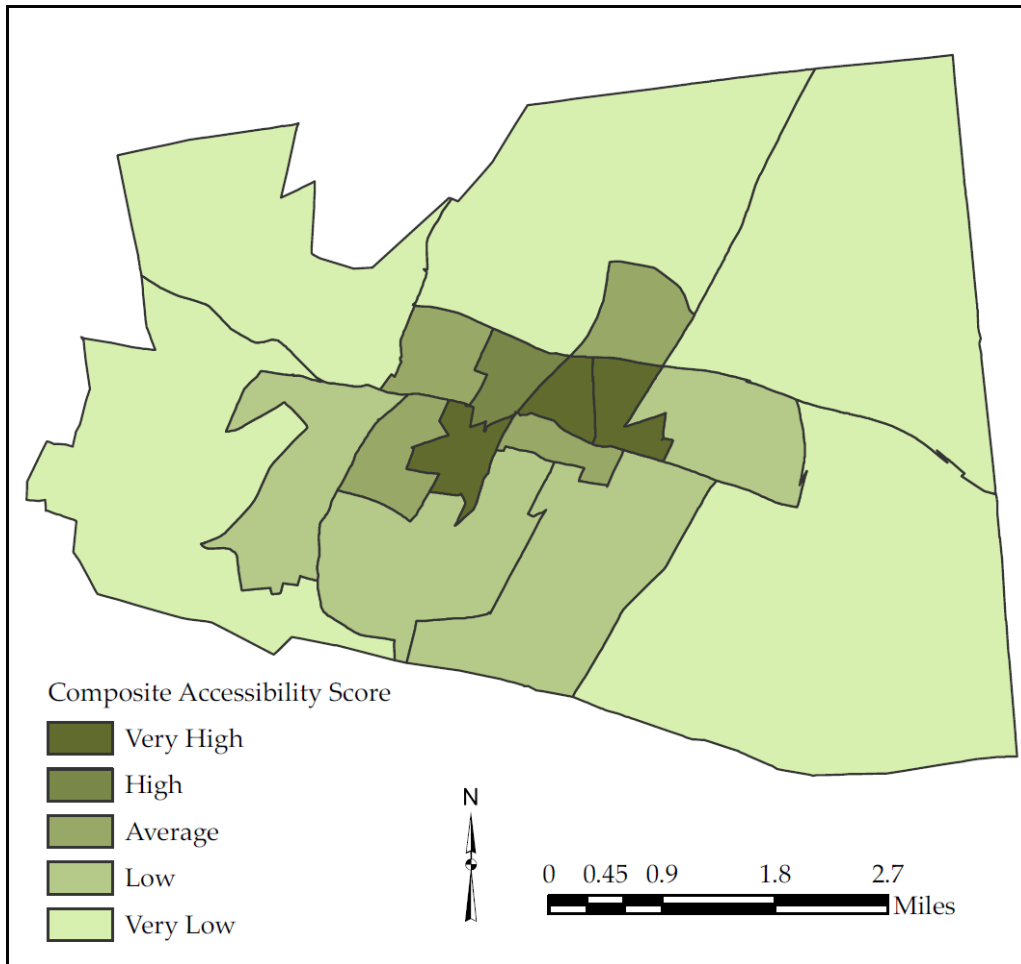 Composite Accessibility Score
Very High
High
Average
Low
Very Low
N
0 0.45 0.9 1.8 2.7
Miles